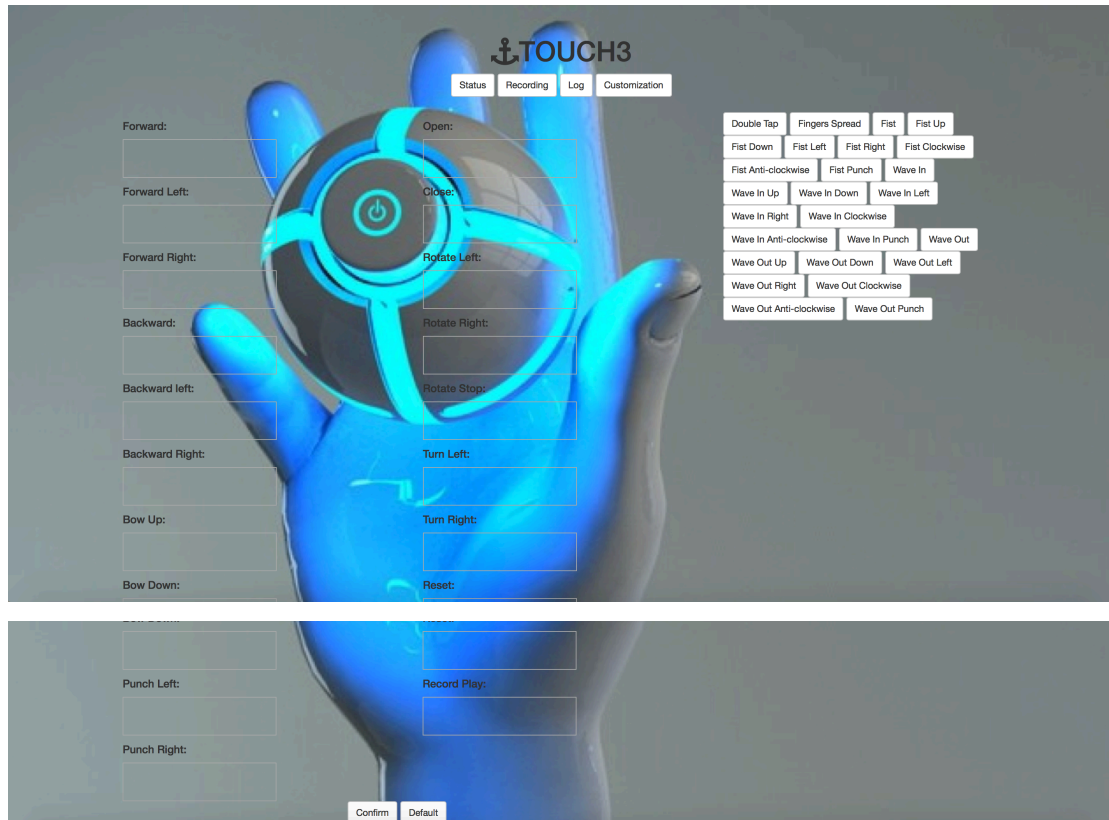 TOUCH3
Status Recording Log Customization
Forward:
Forward Left:
Forward Right:
Backward:
Backward left:
Backward Right:
Bow Up:
Bow Down:
Open:
Close:
Rotate Left:
Rotate Right:
Rotate Stop:
Turn Left:
Turn Right:
Reset:
Double Tap Fingers Spread Fist Fist Up
Fist Down Fist Left Fist Right Fist Clockwise
Fist Anti-clockwise Fist Punch Wave In
Wave In Up Wave In Down Wave In Left
Wave In Right Wave In Clockwise
Wave In Anti-clockwise Wave In Punch Wave Out
Wave Out Up Wave Out Down Wave Out Left
Wave Out Right Wave Out Clockwise
Wave Out Anti-clockwise Wave Out Punch
Punch Left:
Punch Right:
Record Play:
Confirm Default